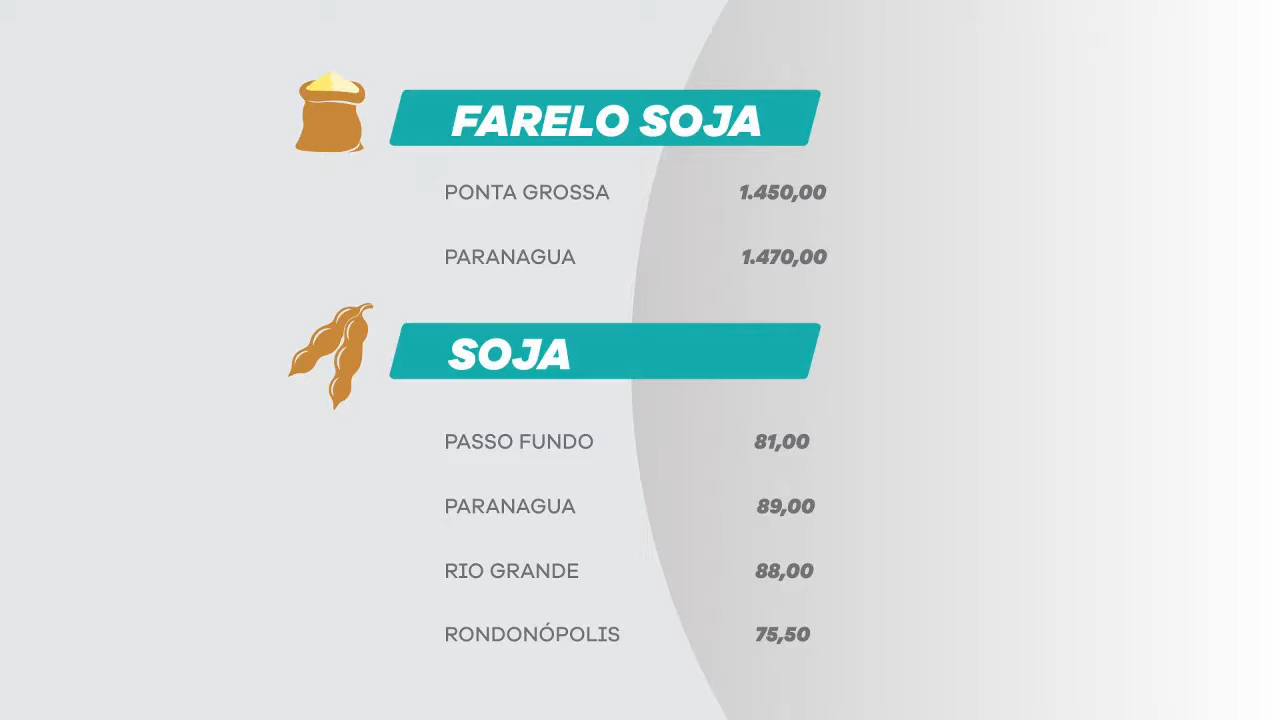 FARELO SOJA
PONTA GROSSA 1.450,00
PARANAGUA 1.470,00
SOJA
PASSO FUNDO 81,00
PARANAGUA 89,00
RIO GRANDE 88,00
RONDONÓPOLIS 75,50